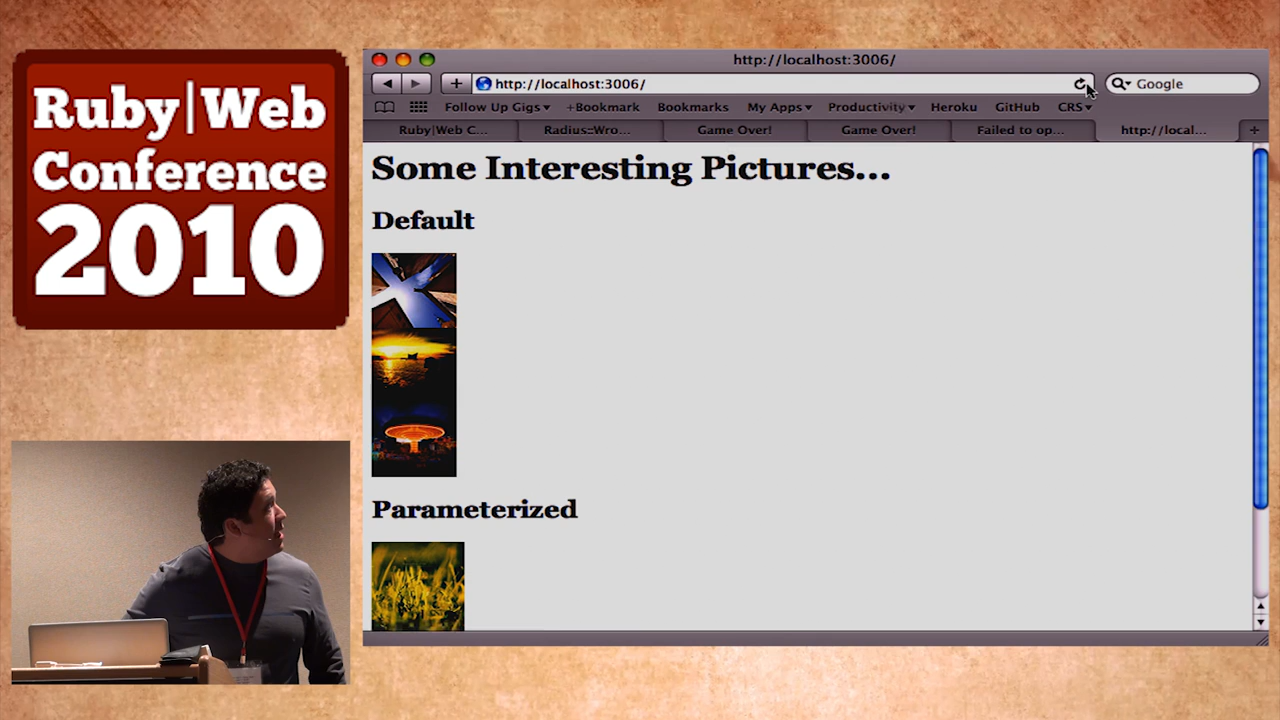 Ruby|Web
Conference
2010
http://localhost:3006/
http://localhost:3006/
Google
Follow Up Gigs
+Bookmark
Bookmarks
My Apps
Productivity
Heroku
GitHub
CRS
Ruby|Web C...
Radius::Wro...
Game Over!
Game Over!
Failed to op...
http://local...
Some Interesting Pictures...
Default
Parameterized